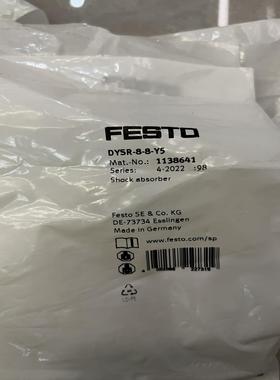 FESTO
DYSR-8-8-Y5
Mat.-No.: 1138641
Series: 4-2022 :98
Shock absorber
Festo SE & Co. KG
DE-73734 Esslingen
Made in Germany
www.festo.com/sp